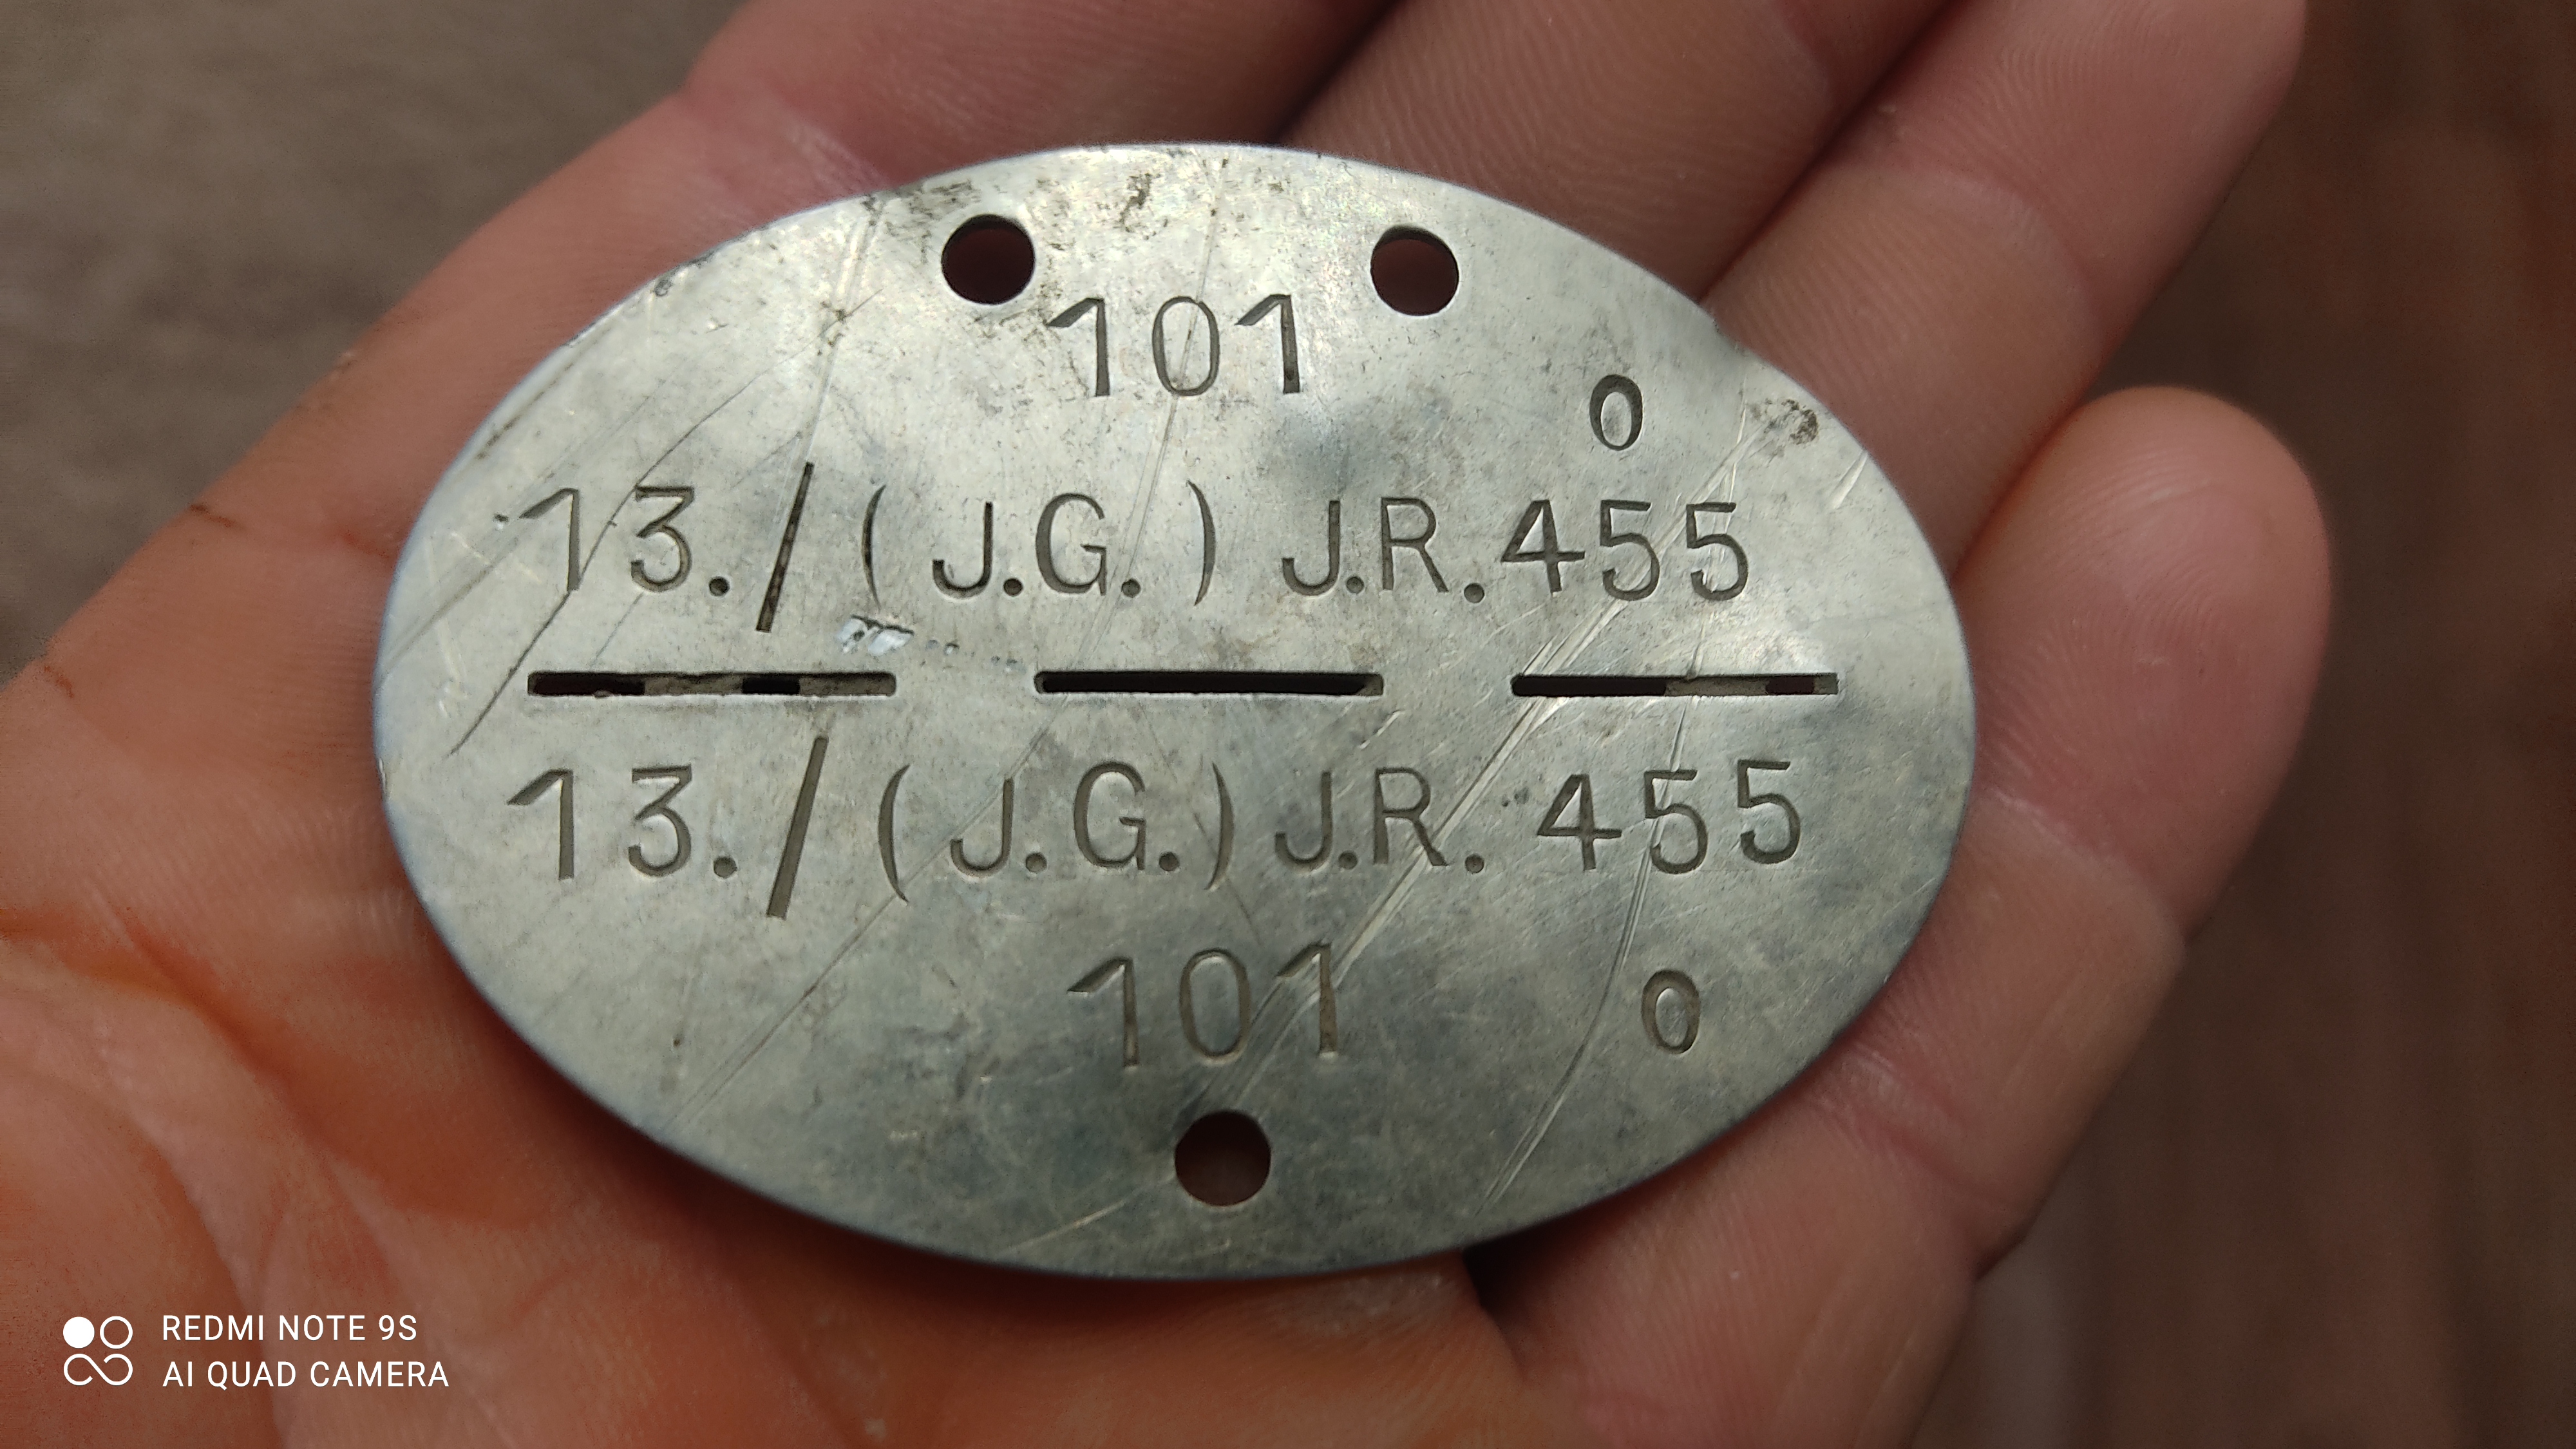 101
0
13./(J.G.) J.R.455
13./(J.G.) J.R. 455
101 0
REDMI NOTE 9S
AI QUAD CAMERA